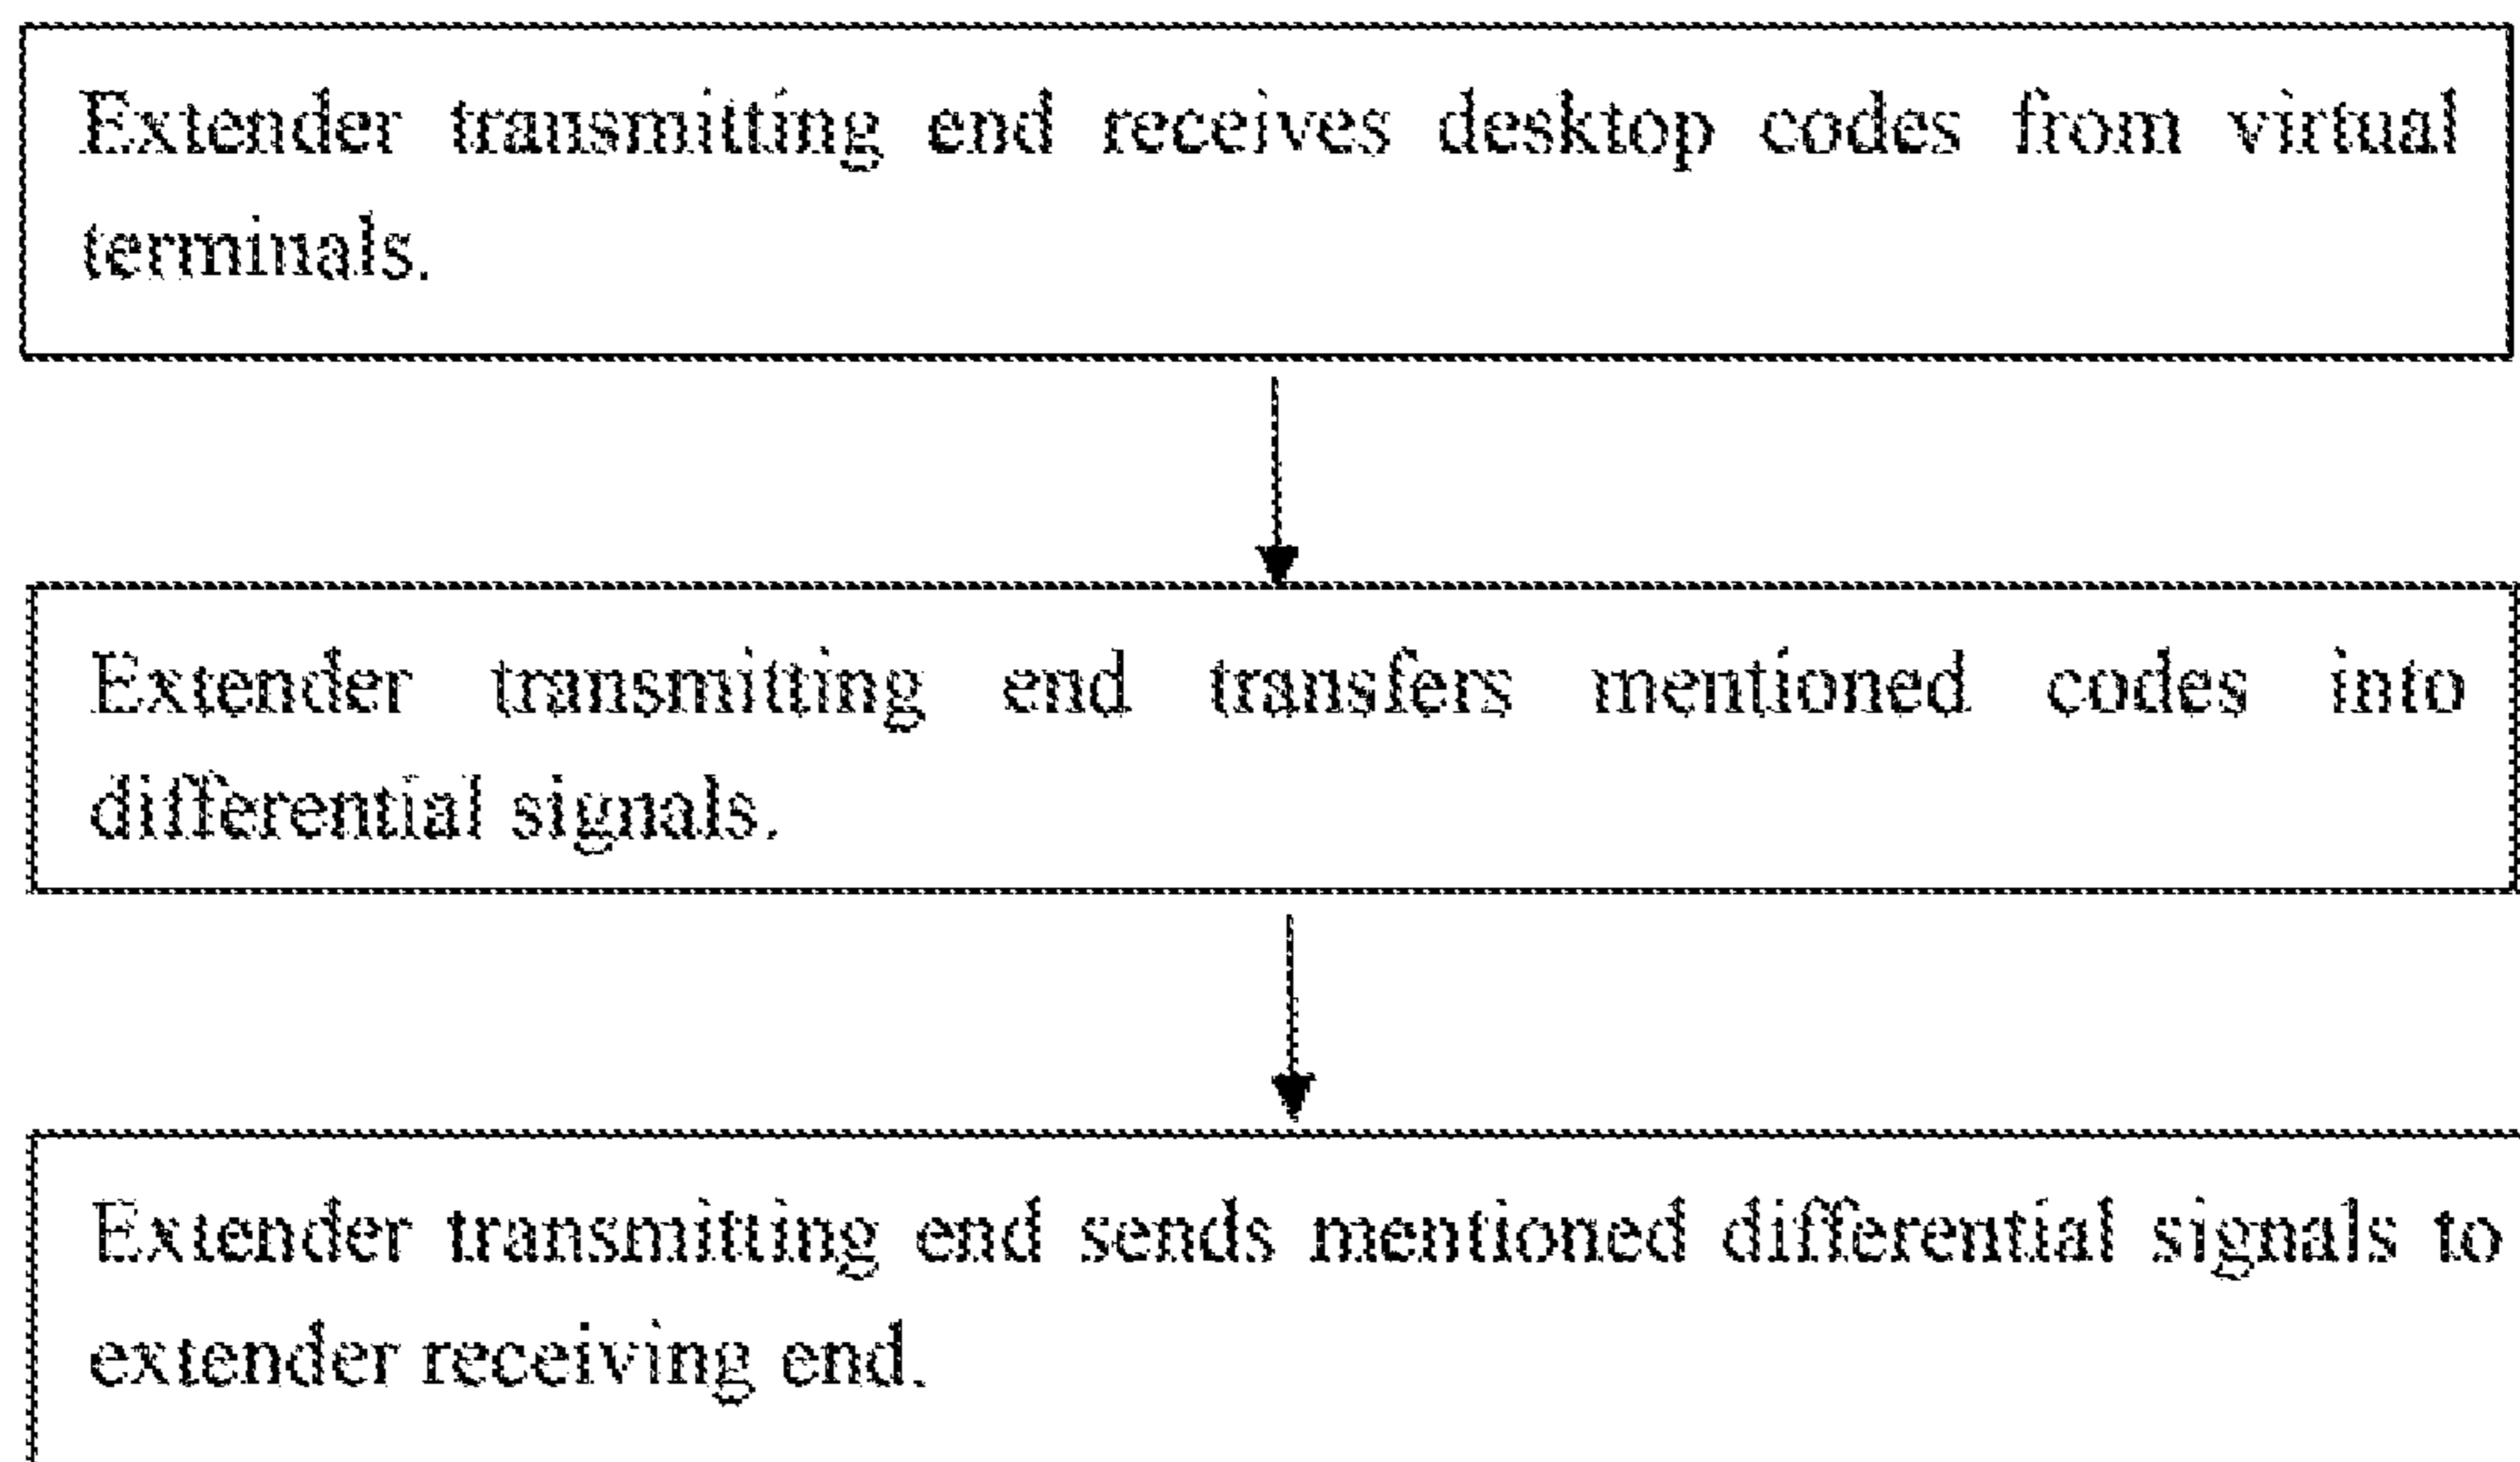 Extender transmitting end receives desktop codes from virtual
terminals.
Extender transmitting end transfers mentioned codes into
differential signals.
Extender transmitting end sends mentioned differential signals to
extender receiving end.